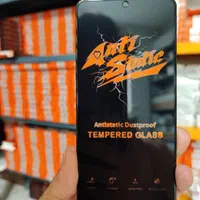 Anti
Static
Antistatic Dustproof
TEMPERED GLASS